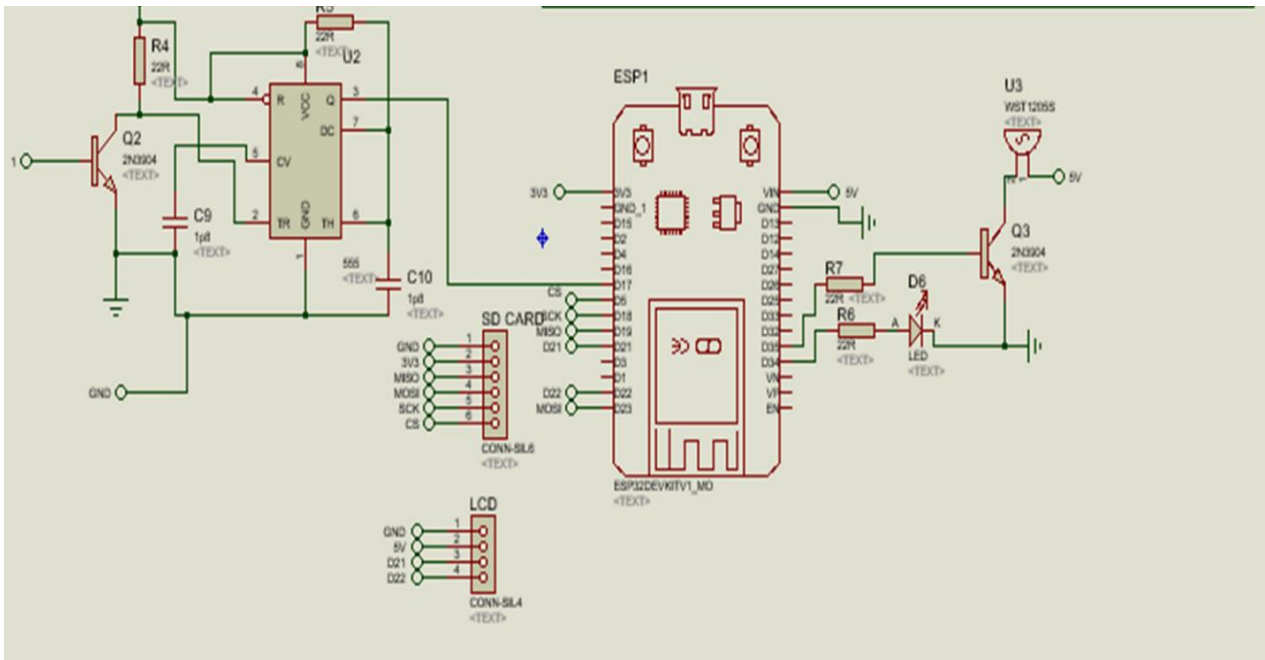 R4
22R
<TEXT>
R5
22R
<TEXT>
U2
8
4
R
VCC
Q
3
DC
7
5
CV
2
TR
GND
TH
6
1
555
<TEXT>
1
Q2
2N3904
<TEXT>
C9
1p8
<TEXT>
C10
1p8
<TEXT>
GND
SD CARD
GND
1
3V3
2
MISO
3
MOSI
4
SCK
5
CS
6
CONN-SIL6
<TEXT>
LCD
GND
1
5V
2
D21
3
D22
4
CONN-SIL4
<TEXT>
ESP1
3V3
CS
SCK
MISO
D21
D22
MOSI
3V3
GND_1
D15
D2
D4
D16
D17
D5
D18
D19
D21
D3
D1
D22
D23
VIN
GND
D13
D12
D14
D27
D26
D25
D33
D32
D35
D34
VN
VP
EN
5V
ESP32DEVKITV1_MO
<TEXT>
R7
22R
<TEXT>
R6
22R
<TEXT>
D6
A
K
LED
<TEXT>
U3
WST1205S
<TEXT>
2
1
5V
Q3
2N3904
<TEXT>